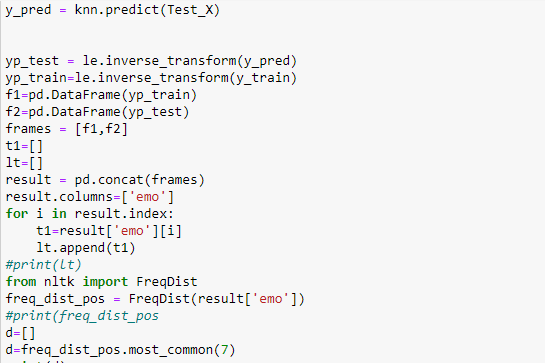 y_pred = knn.predict(Test_X)
yp_test = le.inverse_transform(y_pred)
yp_train=le.inverse_transform(y_train)
f1=pd.DataFrame(yp_train)
f2=pd.DataFrame(yp_test)
frames = [f1,f2]
t1=[]
lt=[]
result = pd.concat(frames)
result.columns=['emo']
for i in result.index:
    t1=result['emo'][i]
    lt.append(t1)
#print(lt)
from nltk import FreqDist
freq_dist_pos = FreqDist(result['emo'])
#print(freq_dist_pos
d=[]
d=freq_dist_pos.most_common(7)